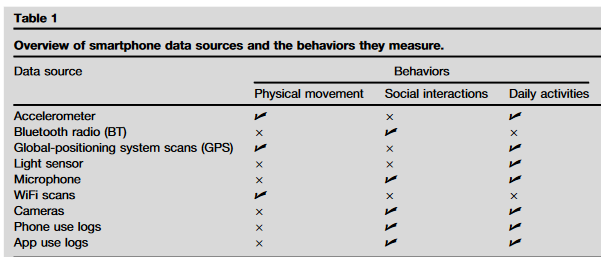 Table 1
Overview of smartphone data sources and the behaviors they measure.
Data source Behaviors
Physical movement Social interactions Daily activities
Accelerometer ✓ × ✓
Bluetooth radio (BT) × ✓ ×
Global-positioning system scans (GPS) ✓ × ✓
Light sensor × × ✓
Microphone × ✓ ✓
WiFi scans ✓ × ×
Cameras × ✓ ✓
Phone use logs × ✓ ✓
App use logs × ✓ ✓